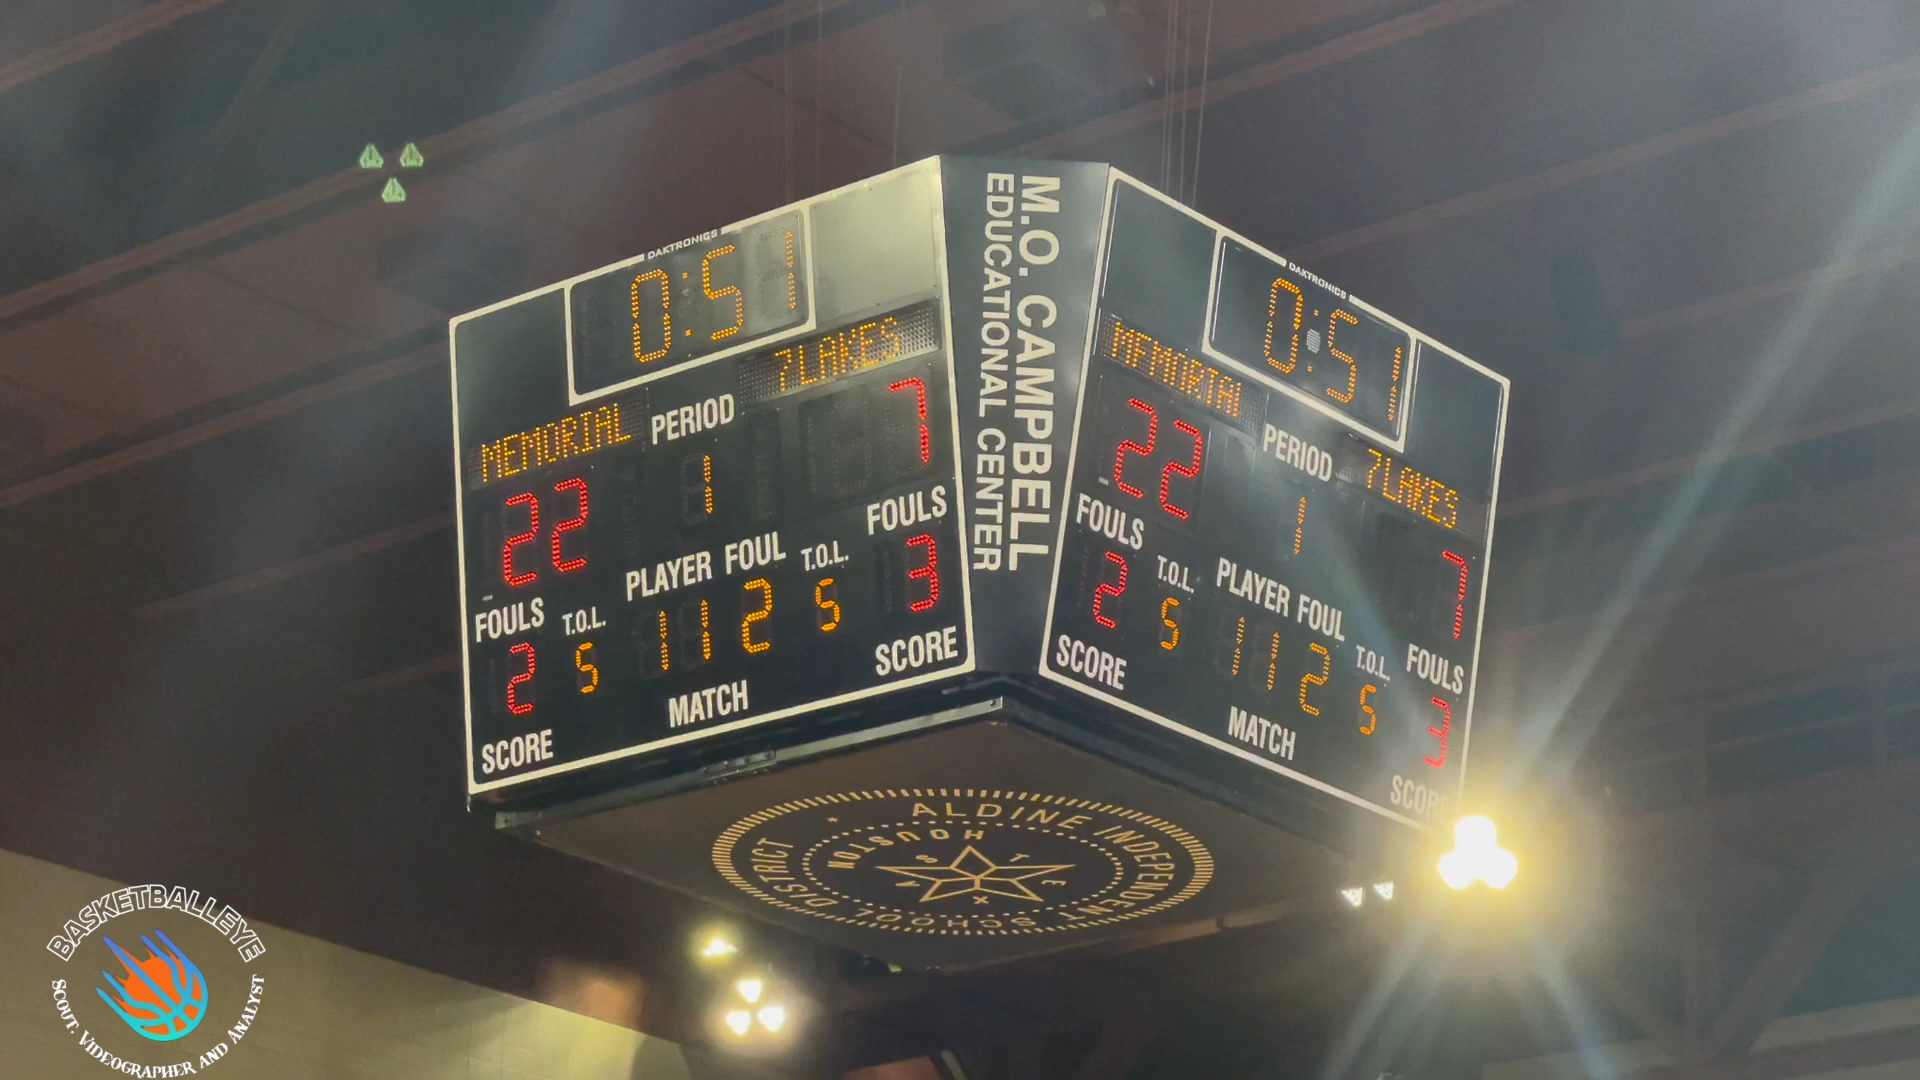 DAKTRONICS
0:51
MEMORIAL
PERIOD
7LAKES
22
1
7
FOULS
T.O.L.
PLAYER FOUL
T.O.L.
FOULS
2
5
11 2
5
3
SCORE
MATCH
SCORE
M.O. CAMPBELL
EDUCATIONAL CENTER
DAKTRONICS
0:51
MEMORIAL
PERIOD
7LAKES
22
1
7
FOULS
T.O.L.
PLAYER FOUL
T.O.L.
FOULS
2
5
11 2
5
3
SCORE
MATCH
SCORE
ALDINE INDEPENDENT SCHOOL DISTRICT
HOUSTON
TEXAS
BASKETBALLEYE
SCOUT, VIDEOGRAPHER AND ANALYST